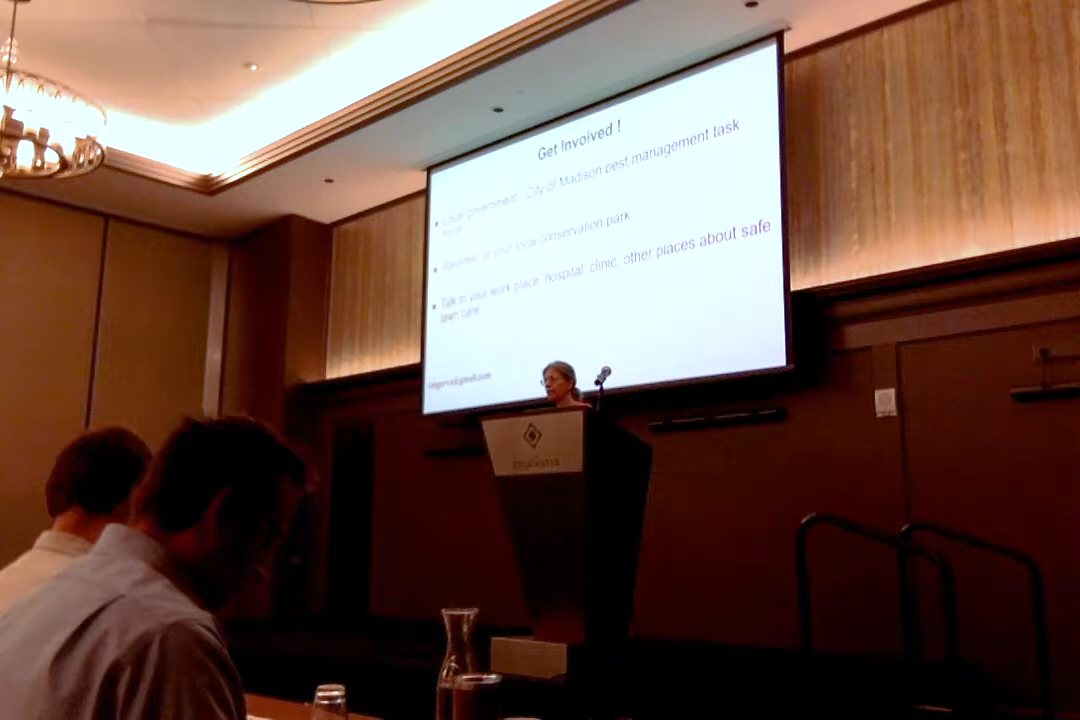 Get Involved !
• Local government - City of Madison pest management task
force
• Volunteer at your local conservation park
• Talk to your work place, hospital, clinic, other places about safe
lawn care
EDGEWATER